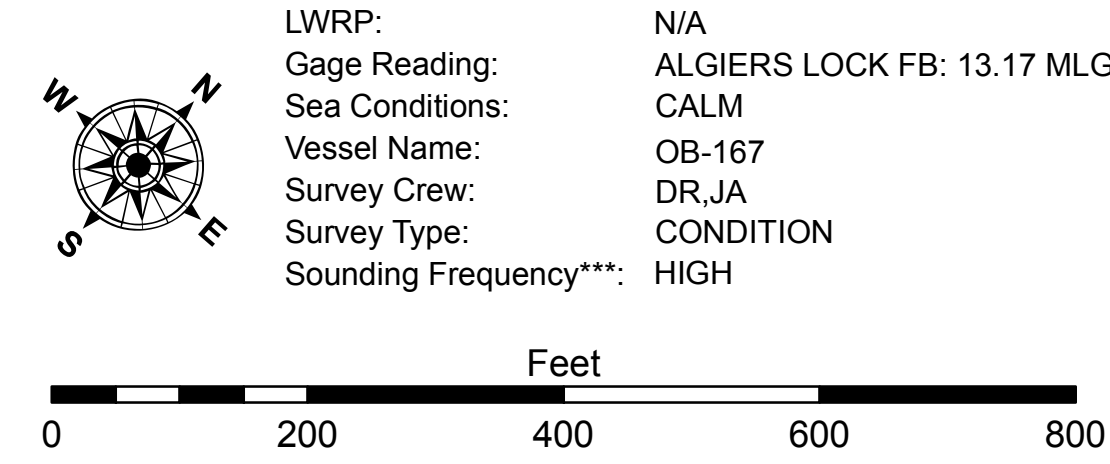 LWRP: N/A
Gage Reading: ALGIERS LOCK FB: 13.17 MLG
Sea Conditions: CALM
Vessel Name: OB-167
Survey Crew: DR,JA
Survey Type: CONDITION
Sounding Frequency***: HIGH
W N
S E
Feet
0 200 400 600 800